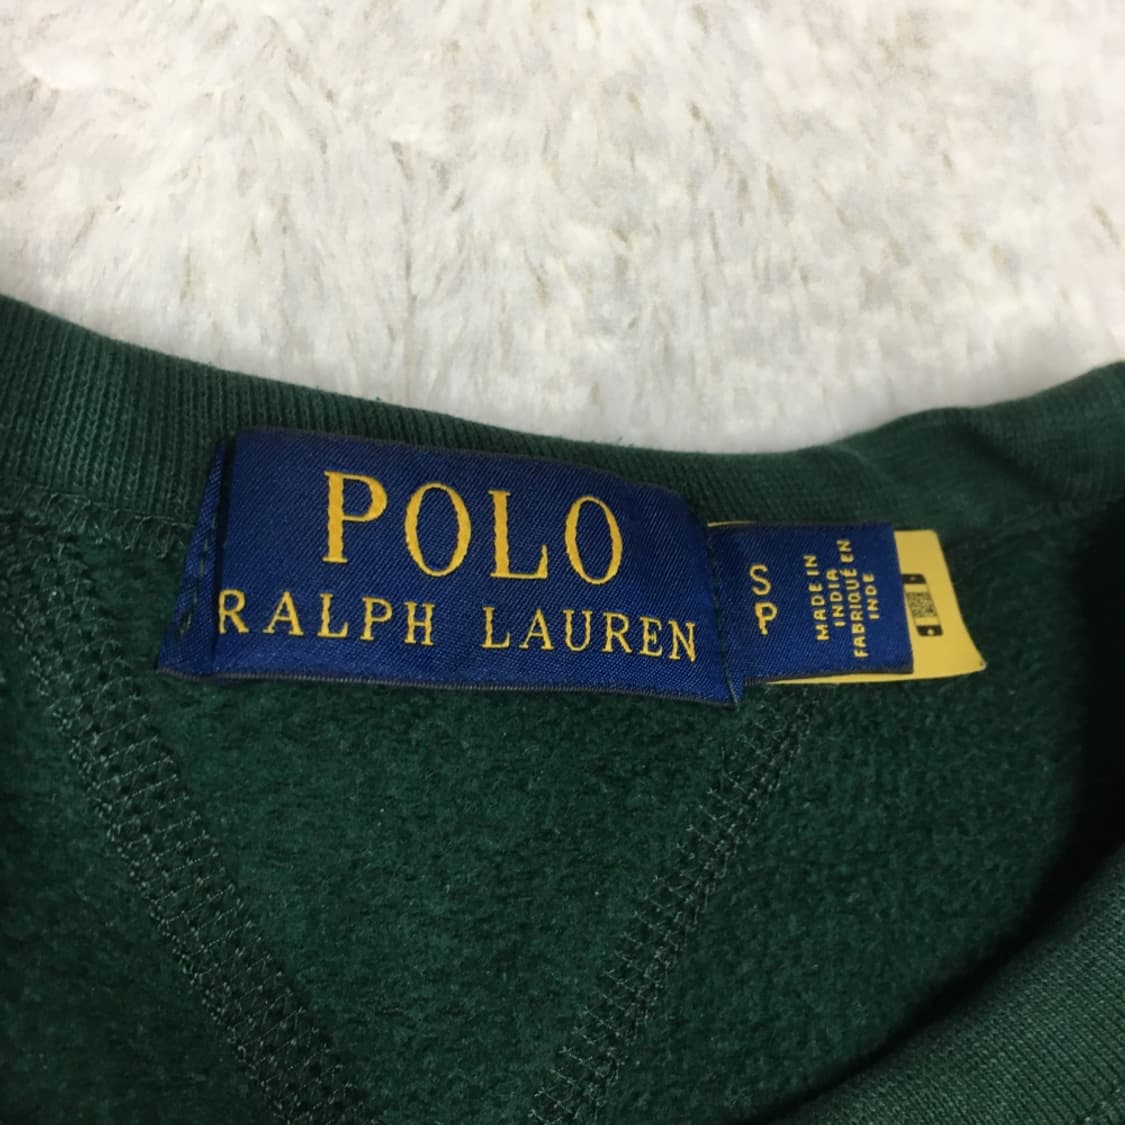 POLO
RALPH LAUREN
S
P
MADE IN
INDIA
FABRIQUÉ EN
INDE